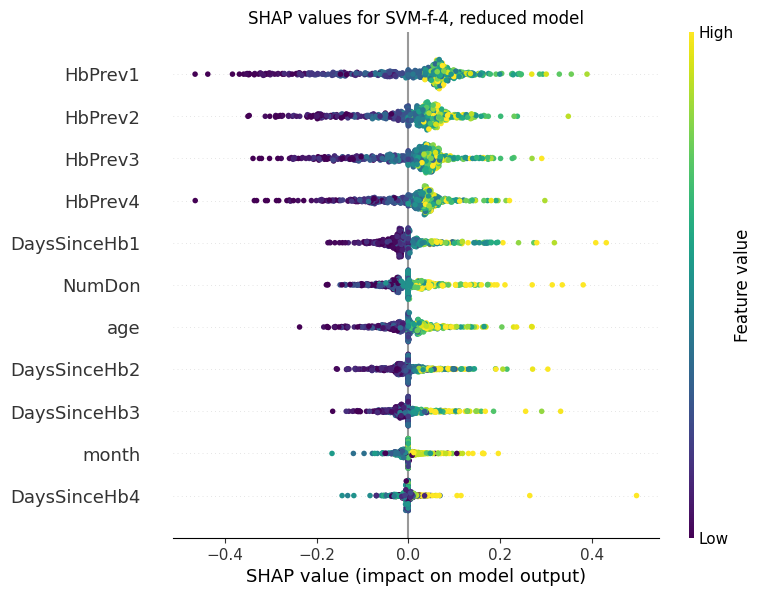 SHAP values for SVM-f-4, reduced model
High
HbPrev1
HbPrev2
HbPrev3
HbPrev4
DaysSinceHb1
NumDon
age
DaysSinceHb2
DaysSinceHb3
month
DaysSinceHb4
Feature value
Low
−0.4 −0.2 0.0 0.2 0.4
SHAP value (impact on model output)